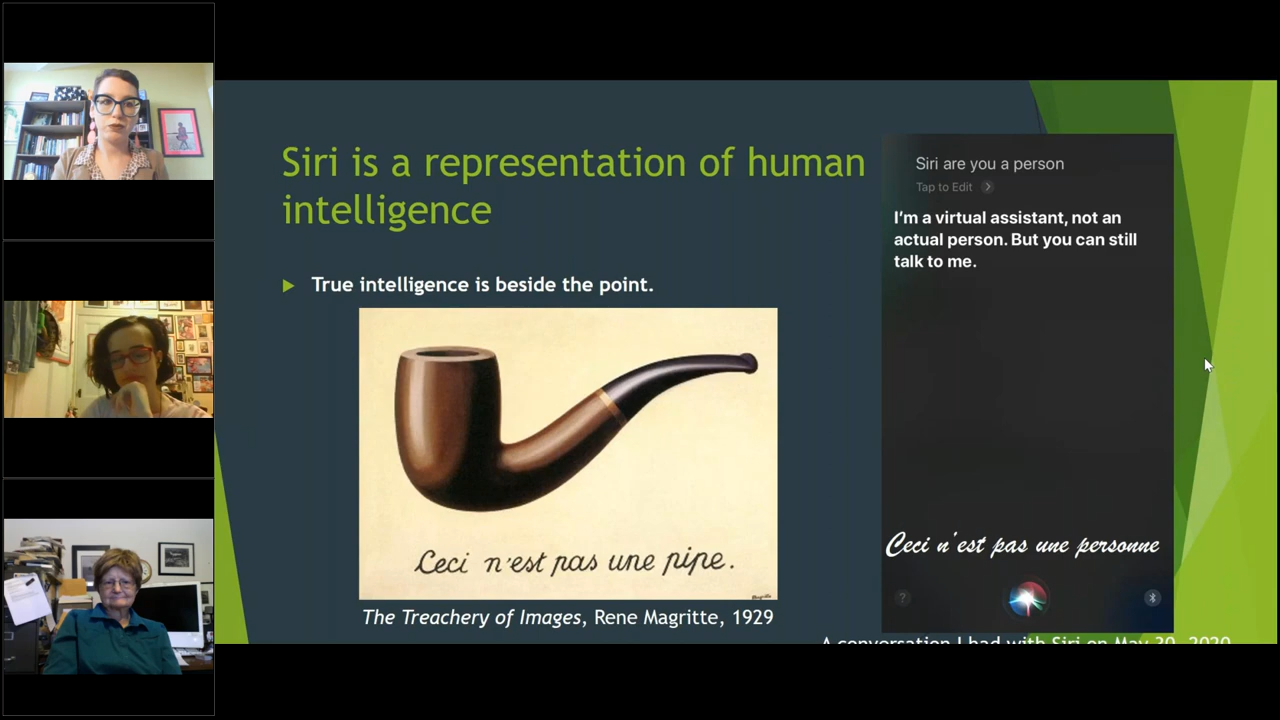 Siri is a representation of human
intelligence
True intelligence is beside the point.
Ceci n'est pas une pipe.
Magritte
The Treachery of Images, Rene Magritte, 1929
Siri are you a person
Tap to Edit
I'm a virtual assistant, not an
actual person. But you can still
talk to me.
Ceci n'est pas une personne
?
A conversation I had with Siri on May 30, 2020